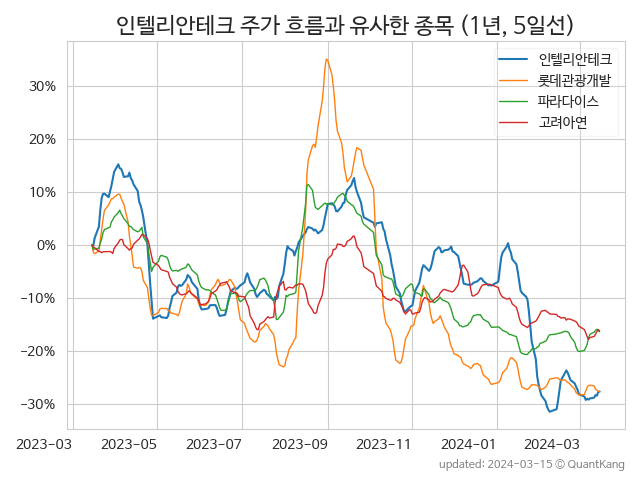 인텔리안테크 주가 흐름과 유사한 종목 (1년, 5일선)
인텔리안테크
롯데관광개발
파라다이스
고려아연
30%
20%
10%
0%
−10%
−20%
−30%
2023-03 2023-05 2023-07 2023-09 2023-11 2024-01 2024-03
updated: 2024-03-15 © QuantKang